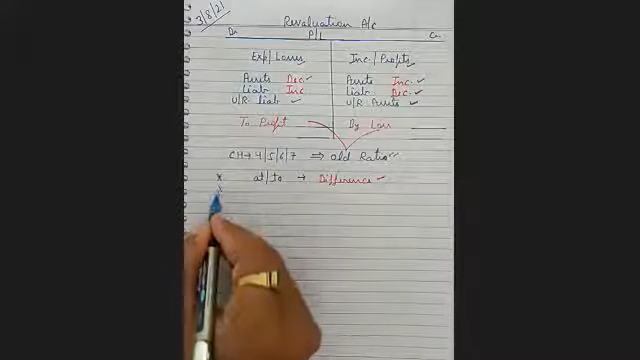 3/8/21
Revaluation A/c
Dr. P/L Cr.
Exp/Losses Inc./Profits
Assets Dec. Assets Inc.
Liab Inc Liab Dec.
U/R Liab U/R Assets
To Profit By Loss
CH→ 4/5/6/7 ⇒ Old Ratio
* at/to → Difference